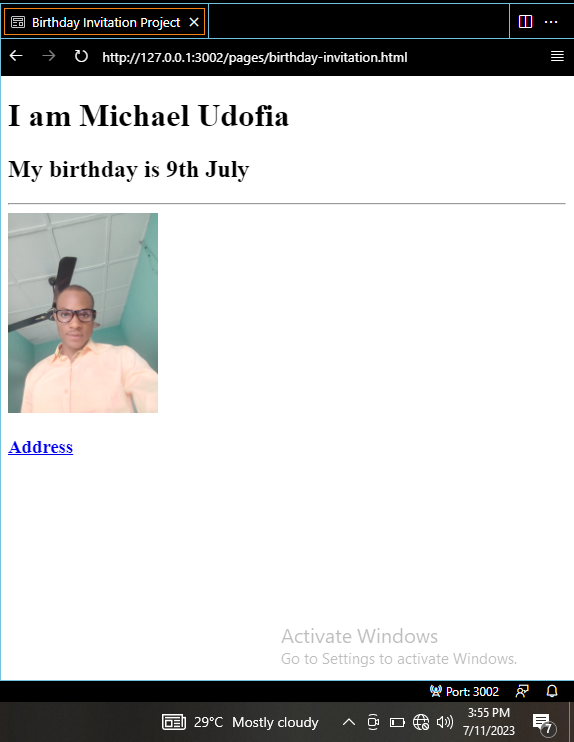 Birthday Invitation Project
http://127.0.0.1:3002/pages/birthday-invitation.html
I am Michael Udofia
My birthday is 9th July
Address
Activate Windows
Go to Settings to activate Windows.
Port: 3002
29°C Mostly cloudy
3:55 PM
7/11/2023
7